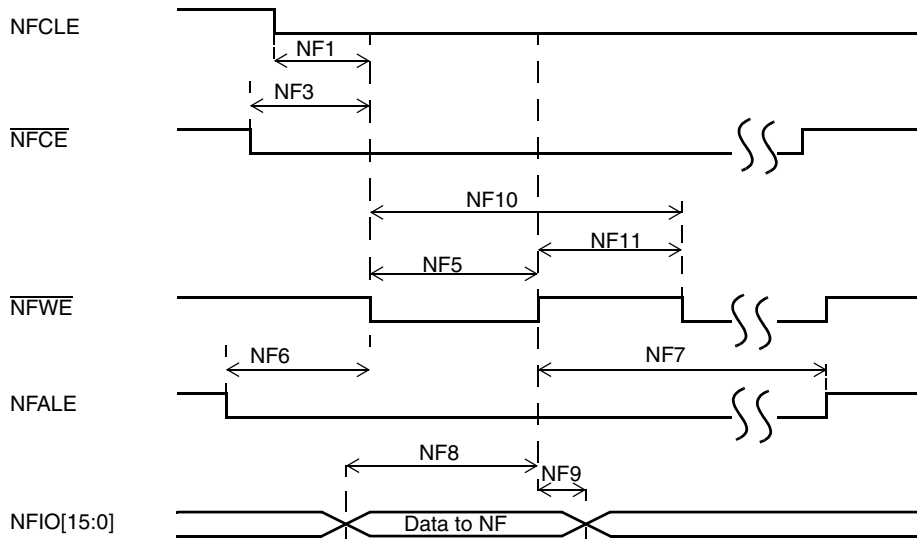 NFCLE
NF1
NF3
NFCE
NF10
NF11
NF5
NFWE
NF6
NF7
NFALE
NF8
NF9
NFIO[15:0]
Data to NF